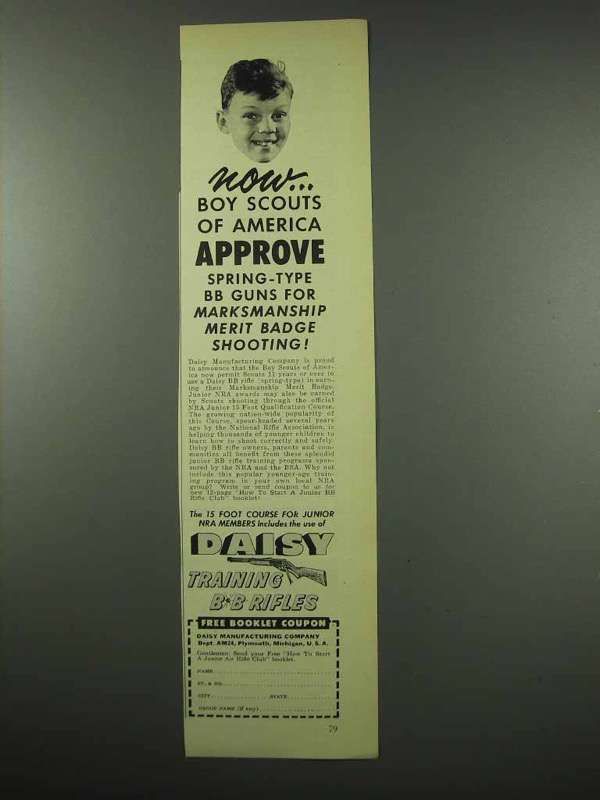 now...
BOY SCOUTS
OF AMERICA
APPROVE
SPRING-TYPE
BB GUNS FOR
MARKSMANSHIP
MERIT BADGE
SHOOTING!
Daisy Manufacturing Company is proud
to announce that the Boy Scouts of Amer-
ica now permit Scouts 11 years or over to
use a Daisy BB rifle (spring-type) in earn-
ing their Marksmanship Merit Badge.
Junior NRA awards may also be earned
by Scouts shooting through the official
NRA Junior 15 Foot Qualification Course.
The growing nation-wide popularity of
this Course, spear-headed several years
ago by the National Rifle Association, is
helping thousands of younger children to
learn how to shoot correctly and safely.
Daisy BB rifle owners, parents and com-
munities all benefit from these splendid
junior BB rifle training programs spon-
sored by the NRA and the BSA. Why not
include this popular younger-age train-
ing program in your own local NRA
group? Write or send coupon to us for
new 12-page "How To Start A Junior BB
Rifle Club" booklet!
The 15 FOOT COURSE FOR JUNIOR
NRA MEMBERS includes the use of
DAISY
TRAINING
B*B RIFLES
FREE BOOKLET COUPON
DAISY MANUFACTURING COMPANY
Dept. AM24, Plymouth, Michigan, U. S. A.
Gentlemen: Send your Free "How To Start
A Junior Air Rifle Club" booklet.
NAME
ST. & NO.
CITY STATE
GROUP NAME (if any)
79